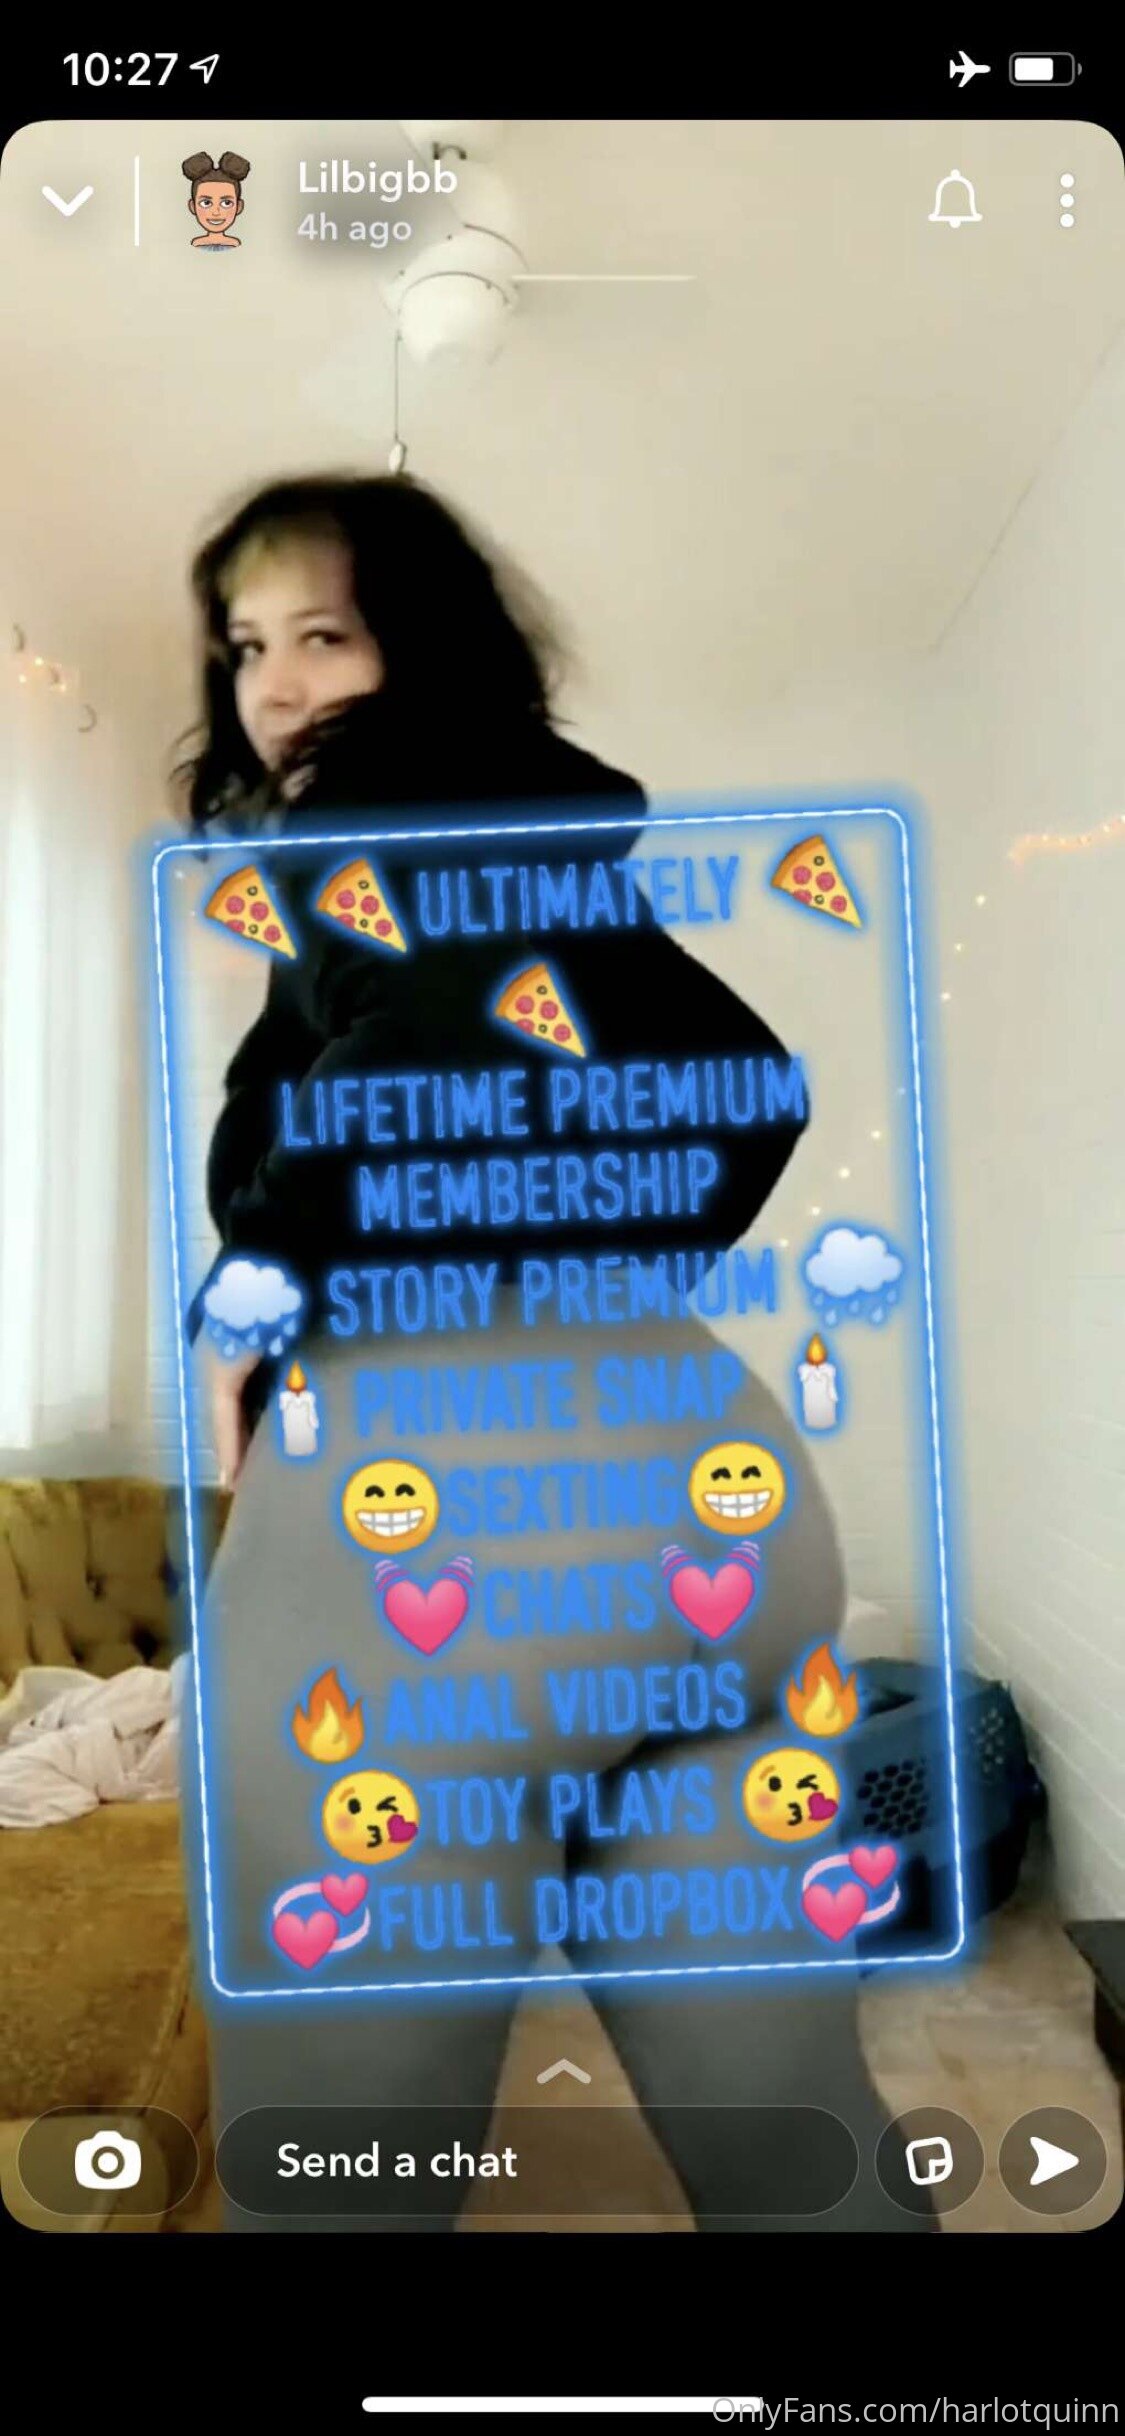 10:27
Lilbigbb
4h ago
🍕 🍕 ULTIMATELY 🍕
🍕
LIFETIME PREMIUM
MEMBERSHIP
🌧 STORY PREMIUM 🌧
🕯 PRIVATE SNAP 🕯
😁SEXTING😁
💓CHATS💓
🔥 ANAL VIDEOS 🔥
😘TOY PLAYS 😘
💞FULL DROPBOX💞
Send a chat
OnlyFans.com/harlotquinn